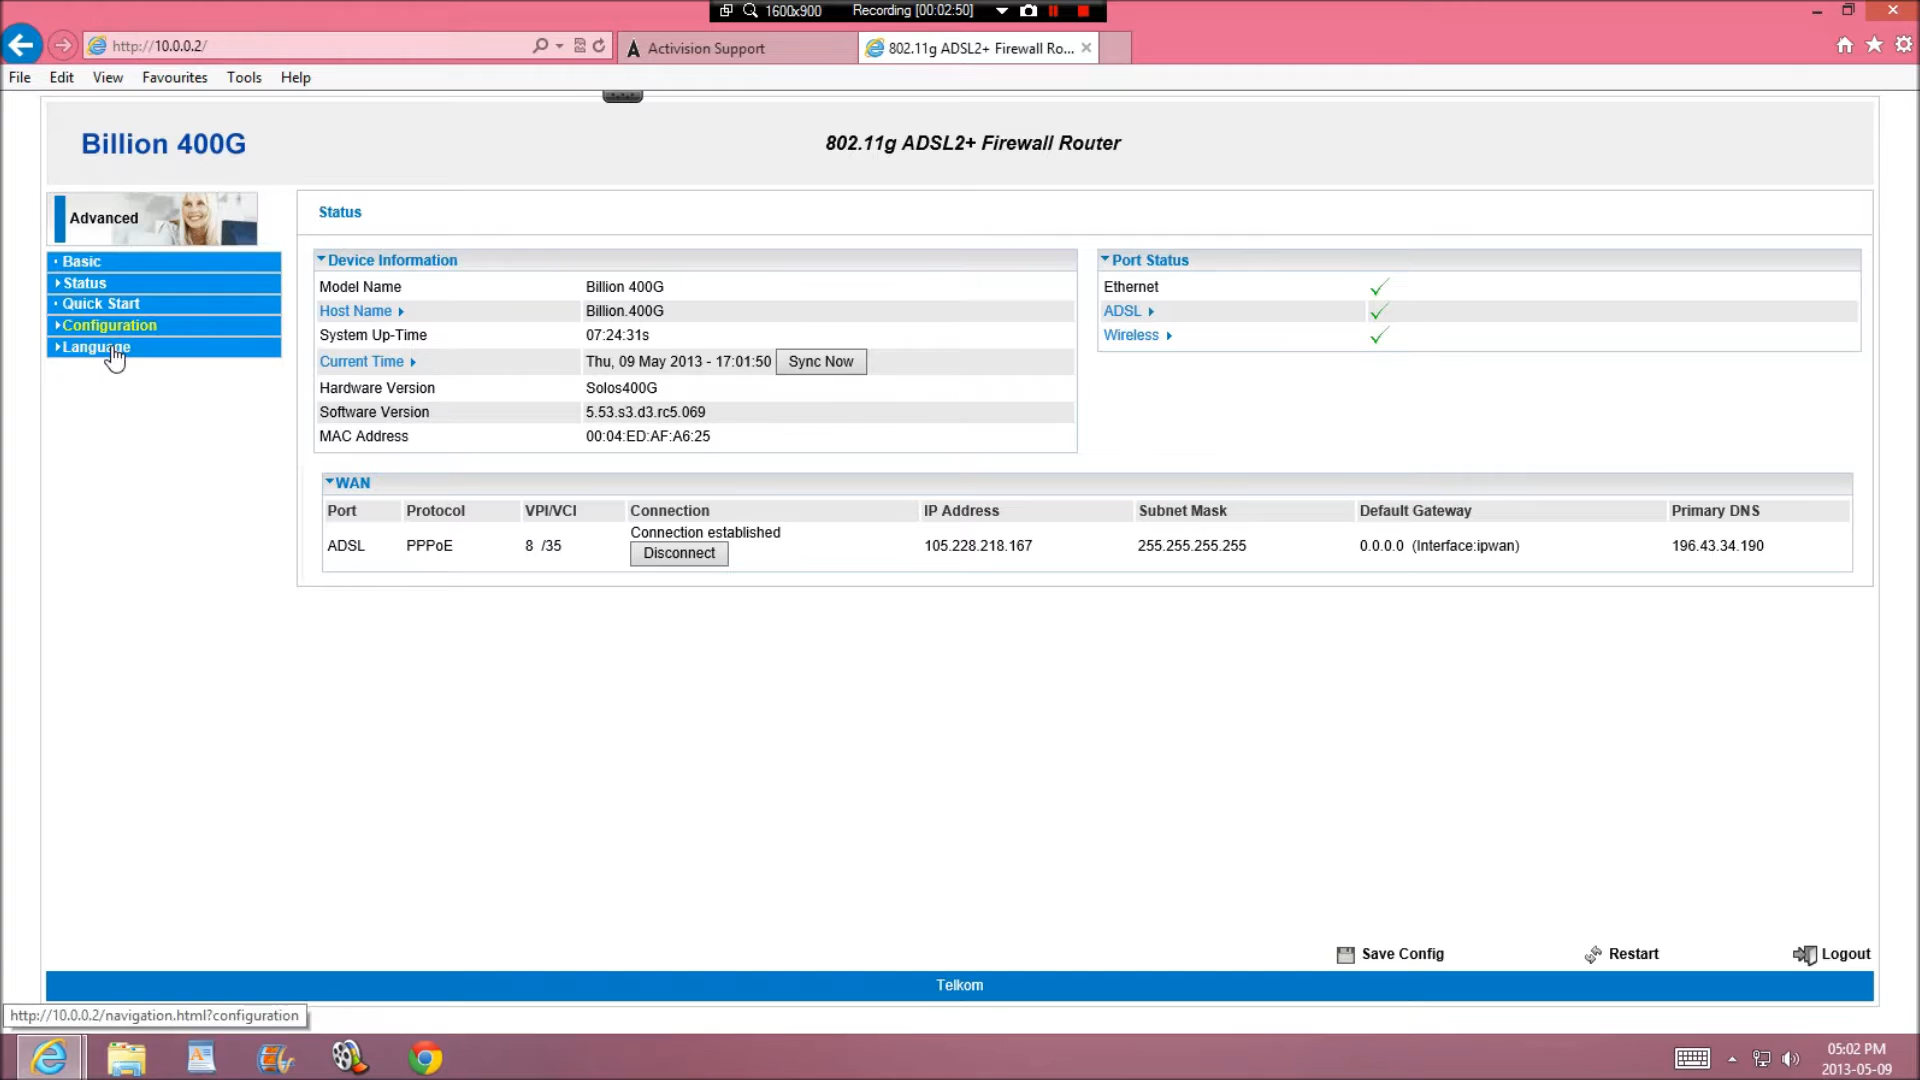 1600x900 Recording [00:02:50]
http://10.0.0.2/ Activision Support 802.11g ADSL2+ Firewall Ro...
File Edit View Favourites Tools Help
Billion 400G 802.11g ADSL2+ Firewall Router
Advanced
Basic
Status
Quick Start
Configuration
Language
Status
Device Information
Model Name Billion 400G
Host Name Billion.400G
System Up-Time 07:24:31s
Current Time Thu, 09 May 2013 - 17:01:50 Sync Now
Hardware Version Solos400G
Software Version 5.53.s3.d3.rc5.069
MAC Address 00:04:ED:AF:A6:25
Port Status
Ethernet
ADSL
Wireless
WAN
Port Protocol VPI/VCI Connection IP Address Subnet Mask Default Gateway Primary DNS
Connection established
ADSL PPPoE 8 /35 105.228.218.167 255.255.255.255 0.0.0.0 (Interface:ipwan) 196.43.34.190
Disconnect
Save Config Restart Logout
Telkom
http://10.0.0.2/navigation.html?configuration
05:02 PM
2013-05-09